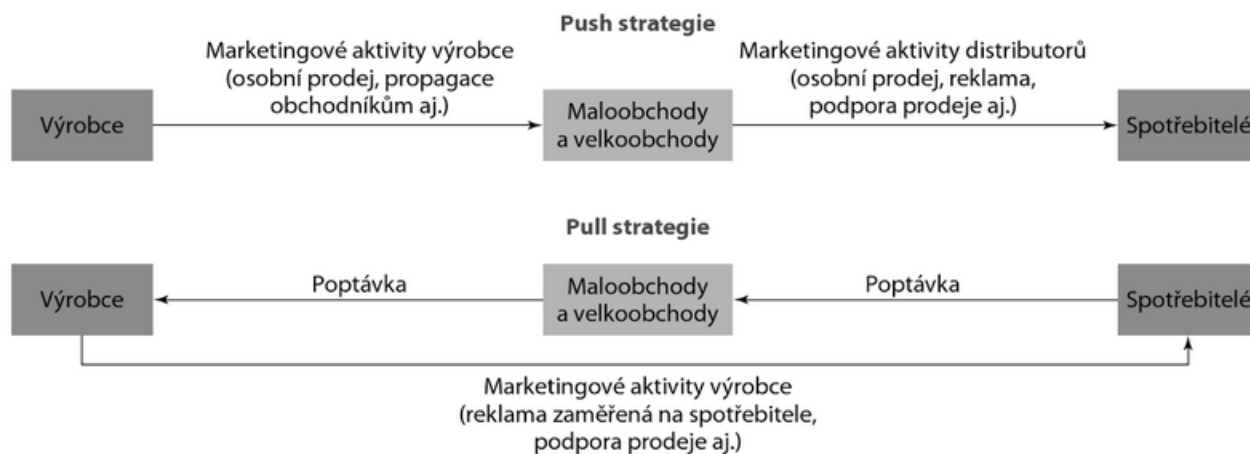 Push strategie
Marketingové aktivity výrobce
(osobní prodej, propagace
obchodníkům aj.)
Marketingové aktivity distributorů
(osobní prodej, reklama,
podpora prodeje aj.)
Výrobce
Maloobchody
a velkoobchody
Spotřebitelé
Pull strategie
Výrobce
Poptávka
Maloobchody
a velkoobchody
Poptávka
Spotřebitelé
Marketingové aktivity výrobce
(reklama zaměřená na spotřebitele,
podpora prodeje aj.)